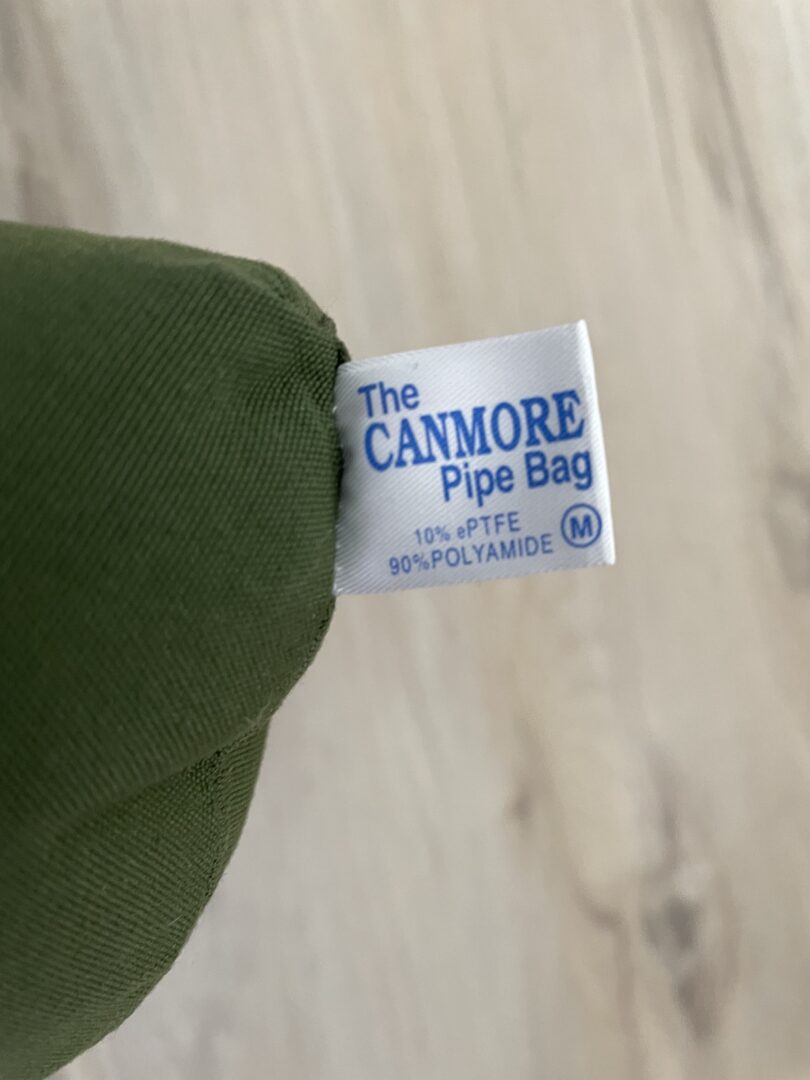 The
CANMORE
Pipe Bag
10% ePTFE
90%POLYAMIDE M